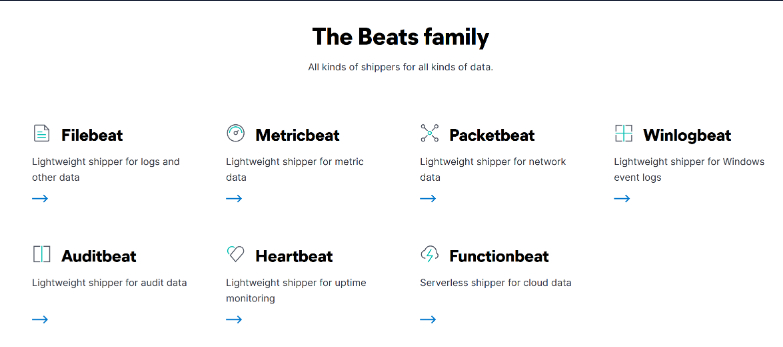 The Beats family
All kinds of shippers for all kinds of data.
Filebeat
Lightweight shipper for logs and
other data
Metricbeat
Lightweight shipper for metric
data
Packetbeat
Lightweight shipper for network
data
Winlogbeat
Lightweight shipper for Windows
event logs
Auditbeat
Lightweight shipper for audit data
Heartbeat
Lightweight shipper for uptime
monitoring
Functionbeat
Serverless shipper for cloud data